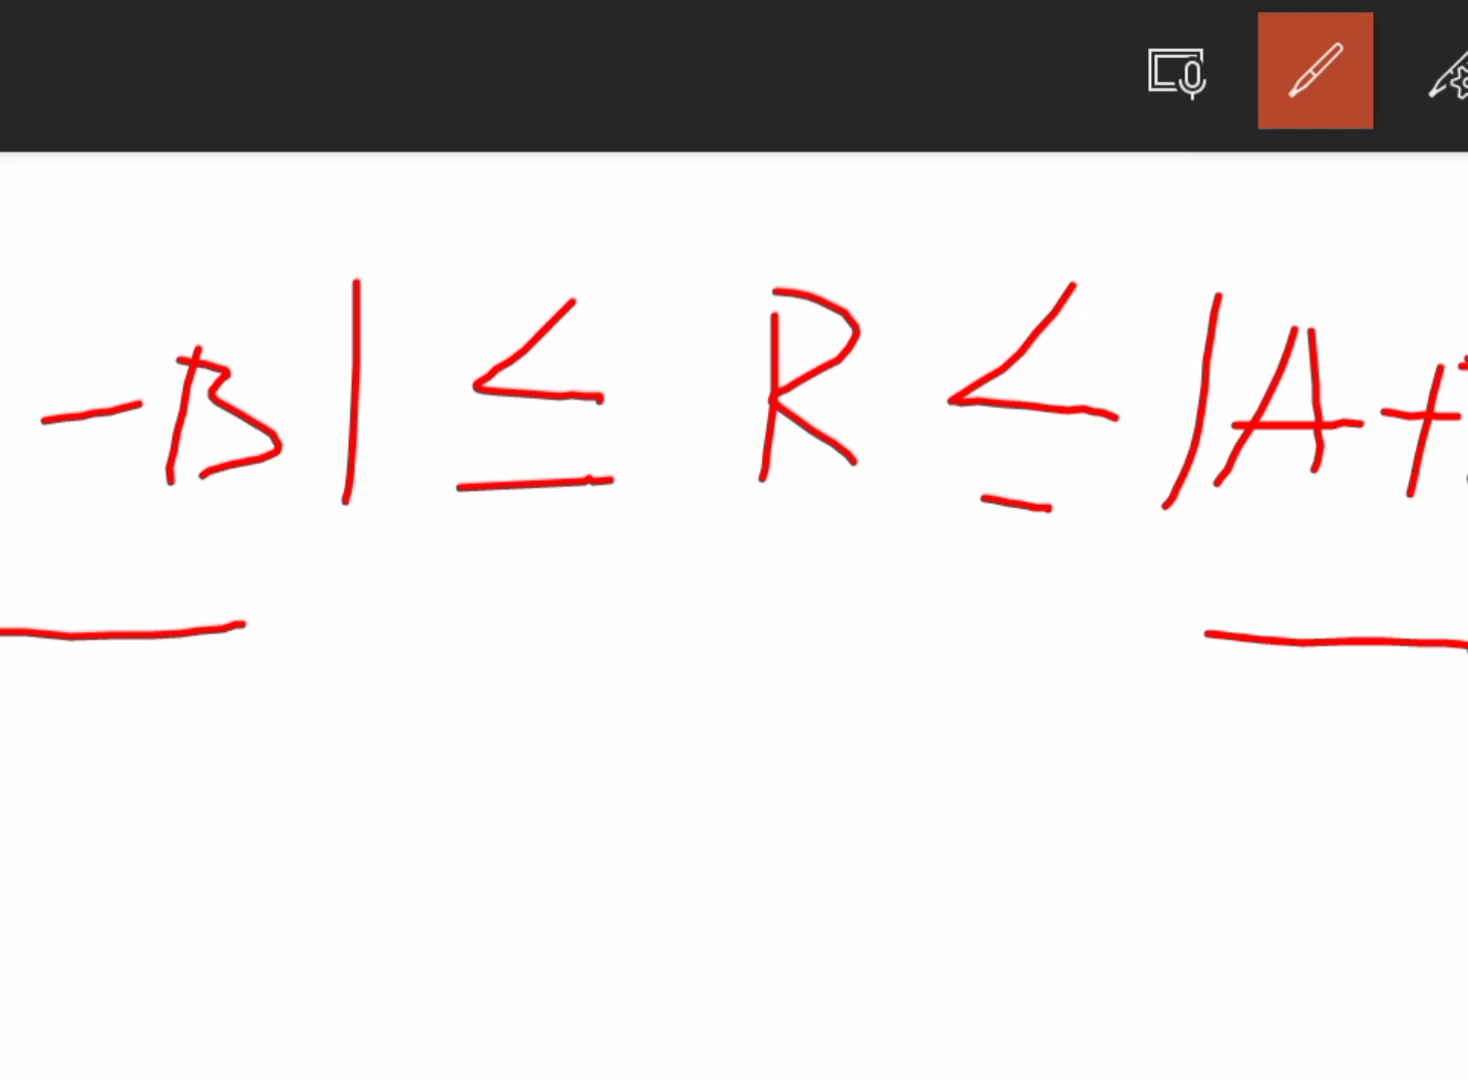 -B| ≤ R ≤ |A+